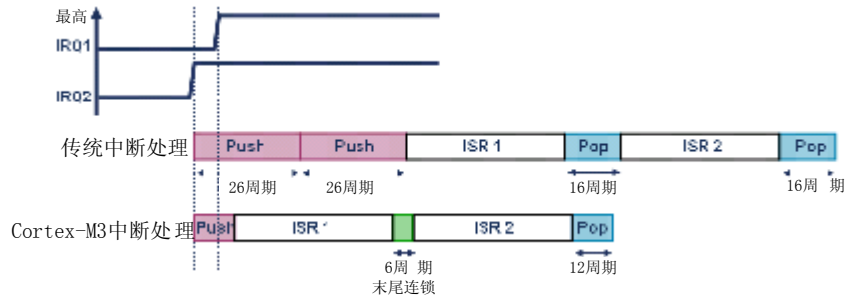 最高
IRQ1
IRQ2
传统中断处理 Push Push ISR 1 Pop ISR 2 Pop
26周期 26周期 16周期 16周 期
Cortex-M3中断处理 Push ISR 1 ISR 2 Pop
6周 期 12周期
末尾连锁